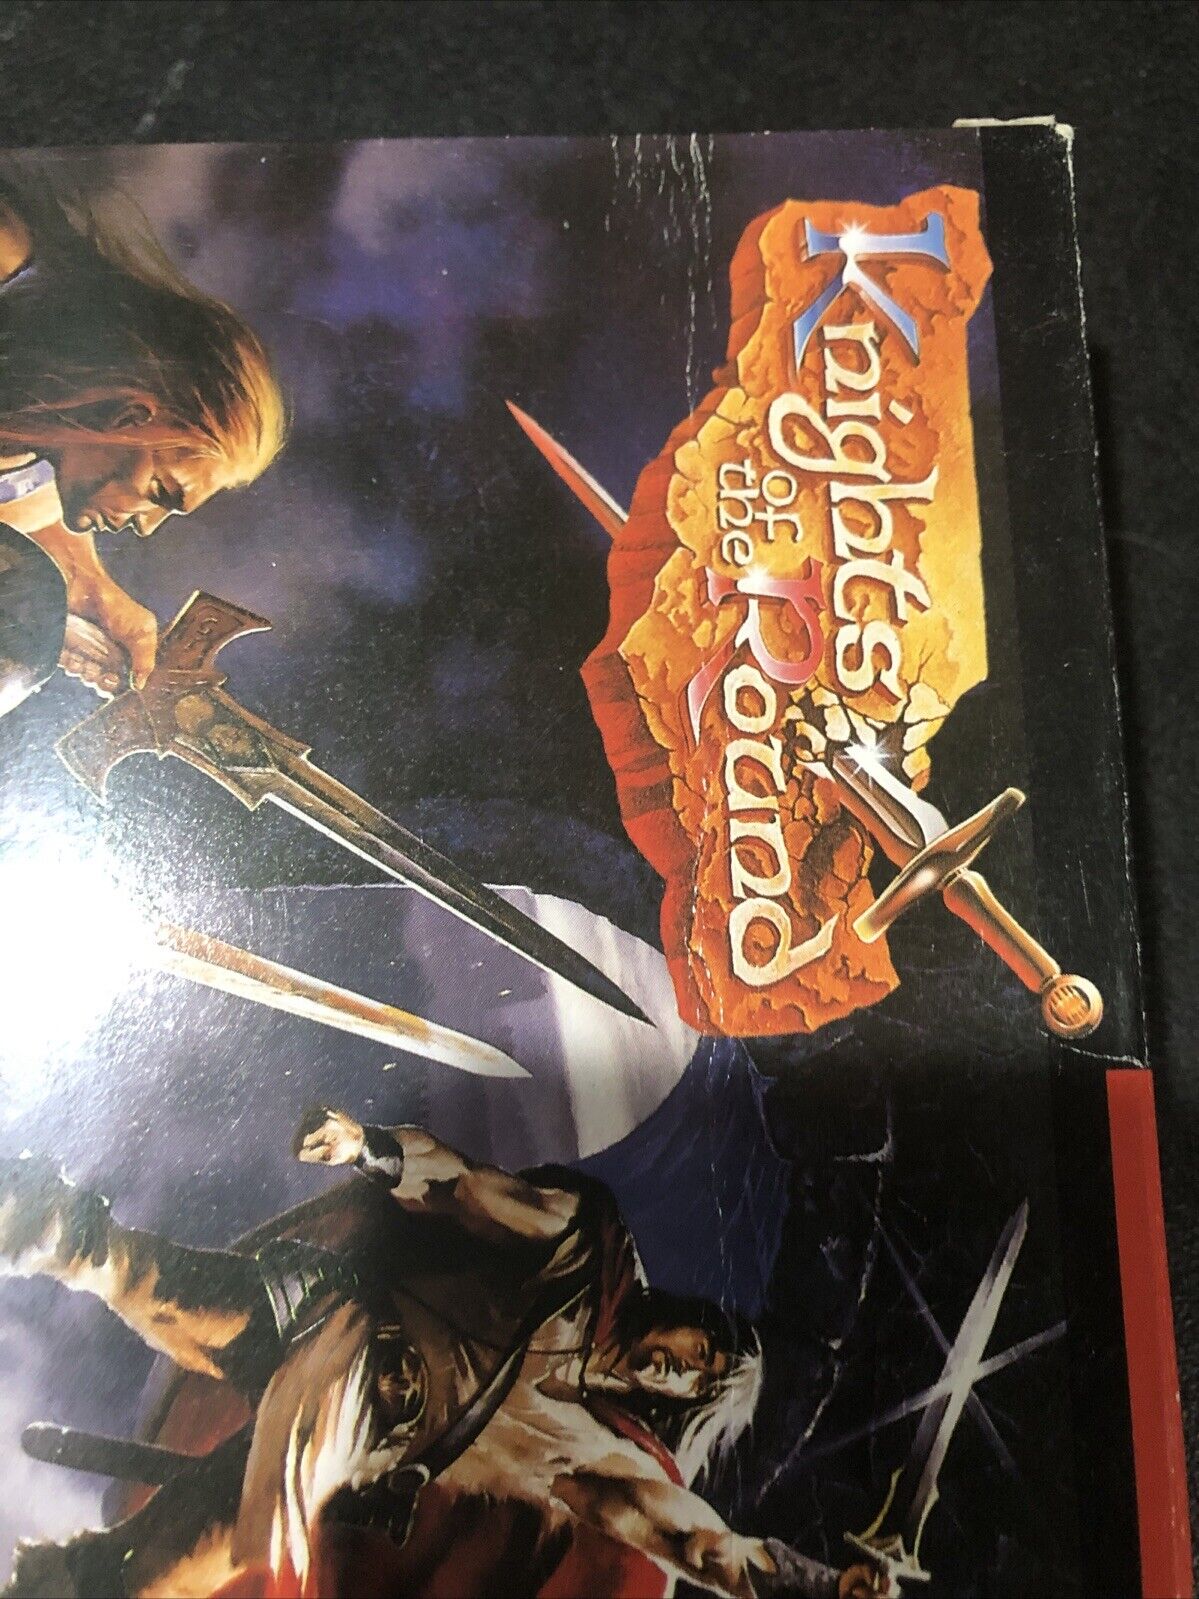 Knights
of
the
Round